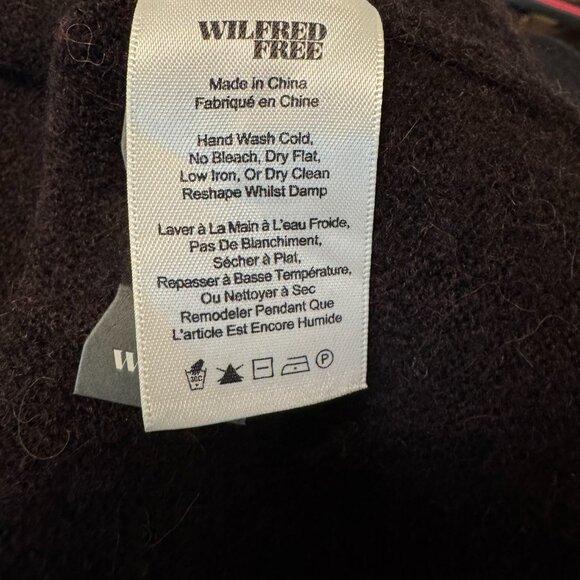 WILFRED
FREE
Made in China
Fabriqué en Chine
Hand Wash Cold,
No Bleach, Dry Flat,
Low Iron, Or Dry Clean
Reshape Whilst Damp
Laver à La Main à L'eau Froide,
Pas De Blanchiment,
Sécher à Plat,
Repasser à Basse Température,
Ou Nettoyer à Sec
Remodeler Pendant Que
L'article Est Encore Humide
30C P
W